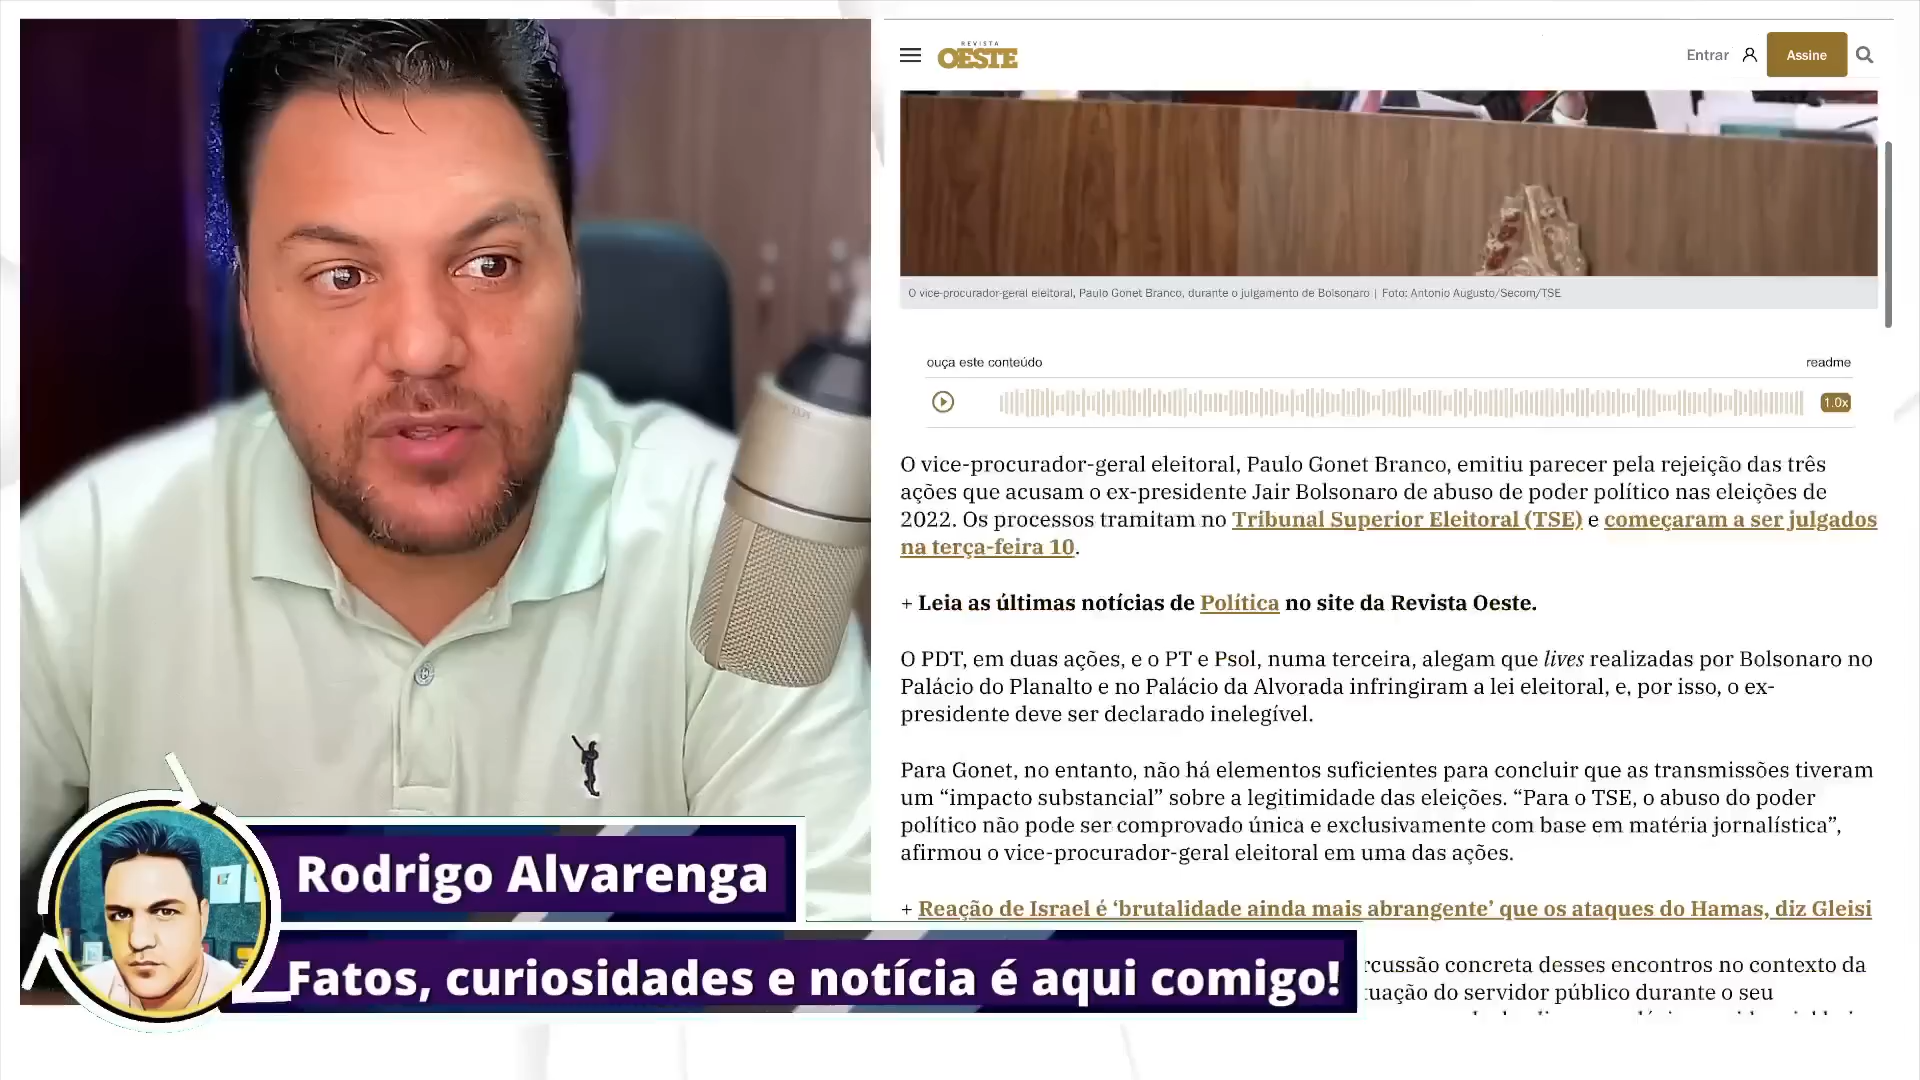 REVISTA
OESTE
Entrar
Assine
O vice-procurador-geral eleitoral, Paulo Gonet Branco, durante o julgamento de Bolsonaro | Foto: Antonio Augusto/Secom/TSE
ouça este conteúdo
readme
1.0x
O vice-procurador-geral eleitoral, Paulo Gonet Branco, emitiu parecer pela rejeição das três
ações que acusam o ex-presidente Jair Bolsonaro de abuso de poder político nas eleições de
2022. Os processos tramitam no Tribunal Superior Eleitoral (TSE) e começaram a ser julgados
na terça-feira 10.
+ Leia as últimas notícias de Política no site da Revista Oeste.
O PDT, em duas ações, e o PT e Psol, numa terceira, alegam que lives realizadas por Bolsonaro no
Palácio do Planalto e no Palácio da Alvorada infringiram a lei eleitoral, e, por isso, o ex-
presidente deve ser declarado inelegível.
Para Gonet, no entanto, não há elementos suficientes para concluir que as transmissões tiveram
um “impacto substancial” sobre a legitimidade das eleições. “Para o TSE, o abuso do poder
político não pode ser comprovado única e exclusivamente com base em matéria jornalística”,
afirmou o vice-procurador-geral eleitoral em uma das ações.
+ Reação de Israel é ‘brutalidade ainda mais abrangente’ que os ataques do Hamas, diz Gleisi
concreta desses encontros no contexto da
do servidor público durante o seu
Rodrigo Alvarenga
Fatos, curiosidades e notícia é aqui comigo!